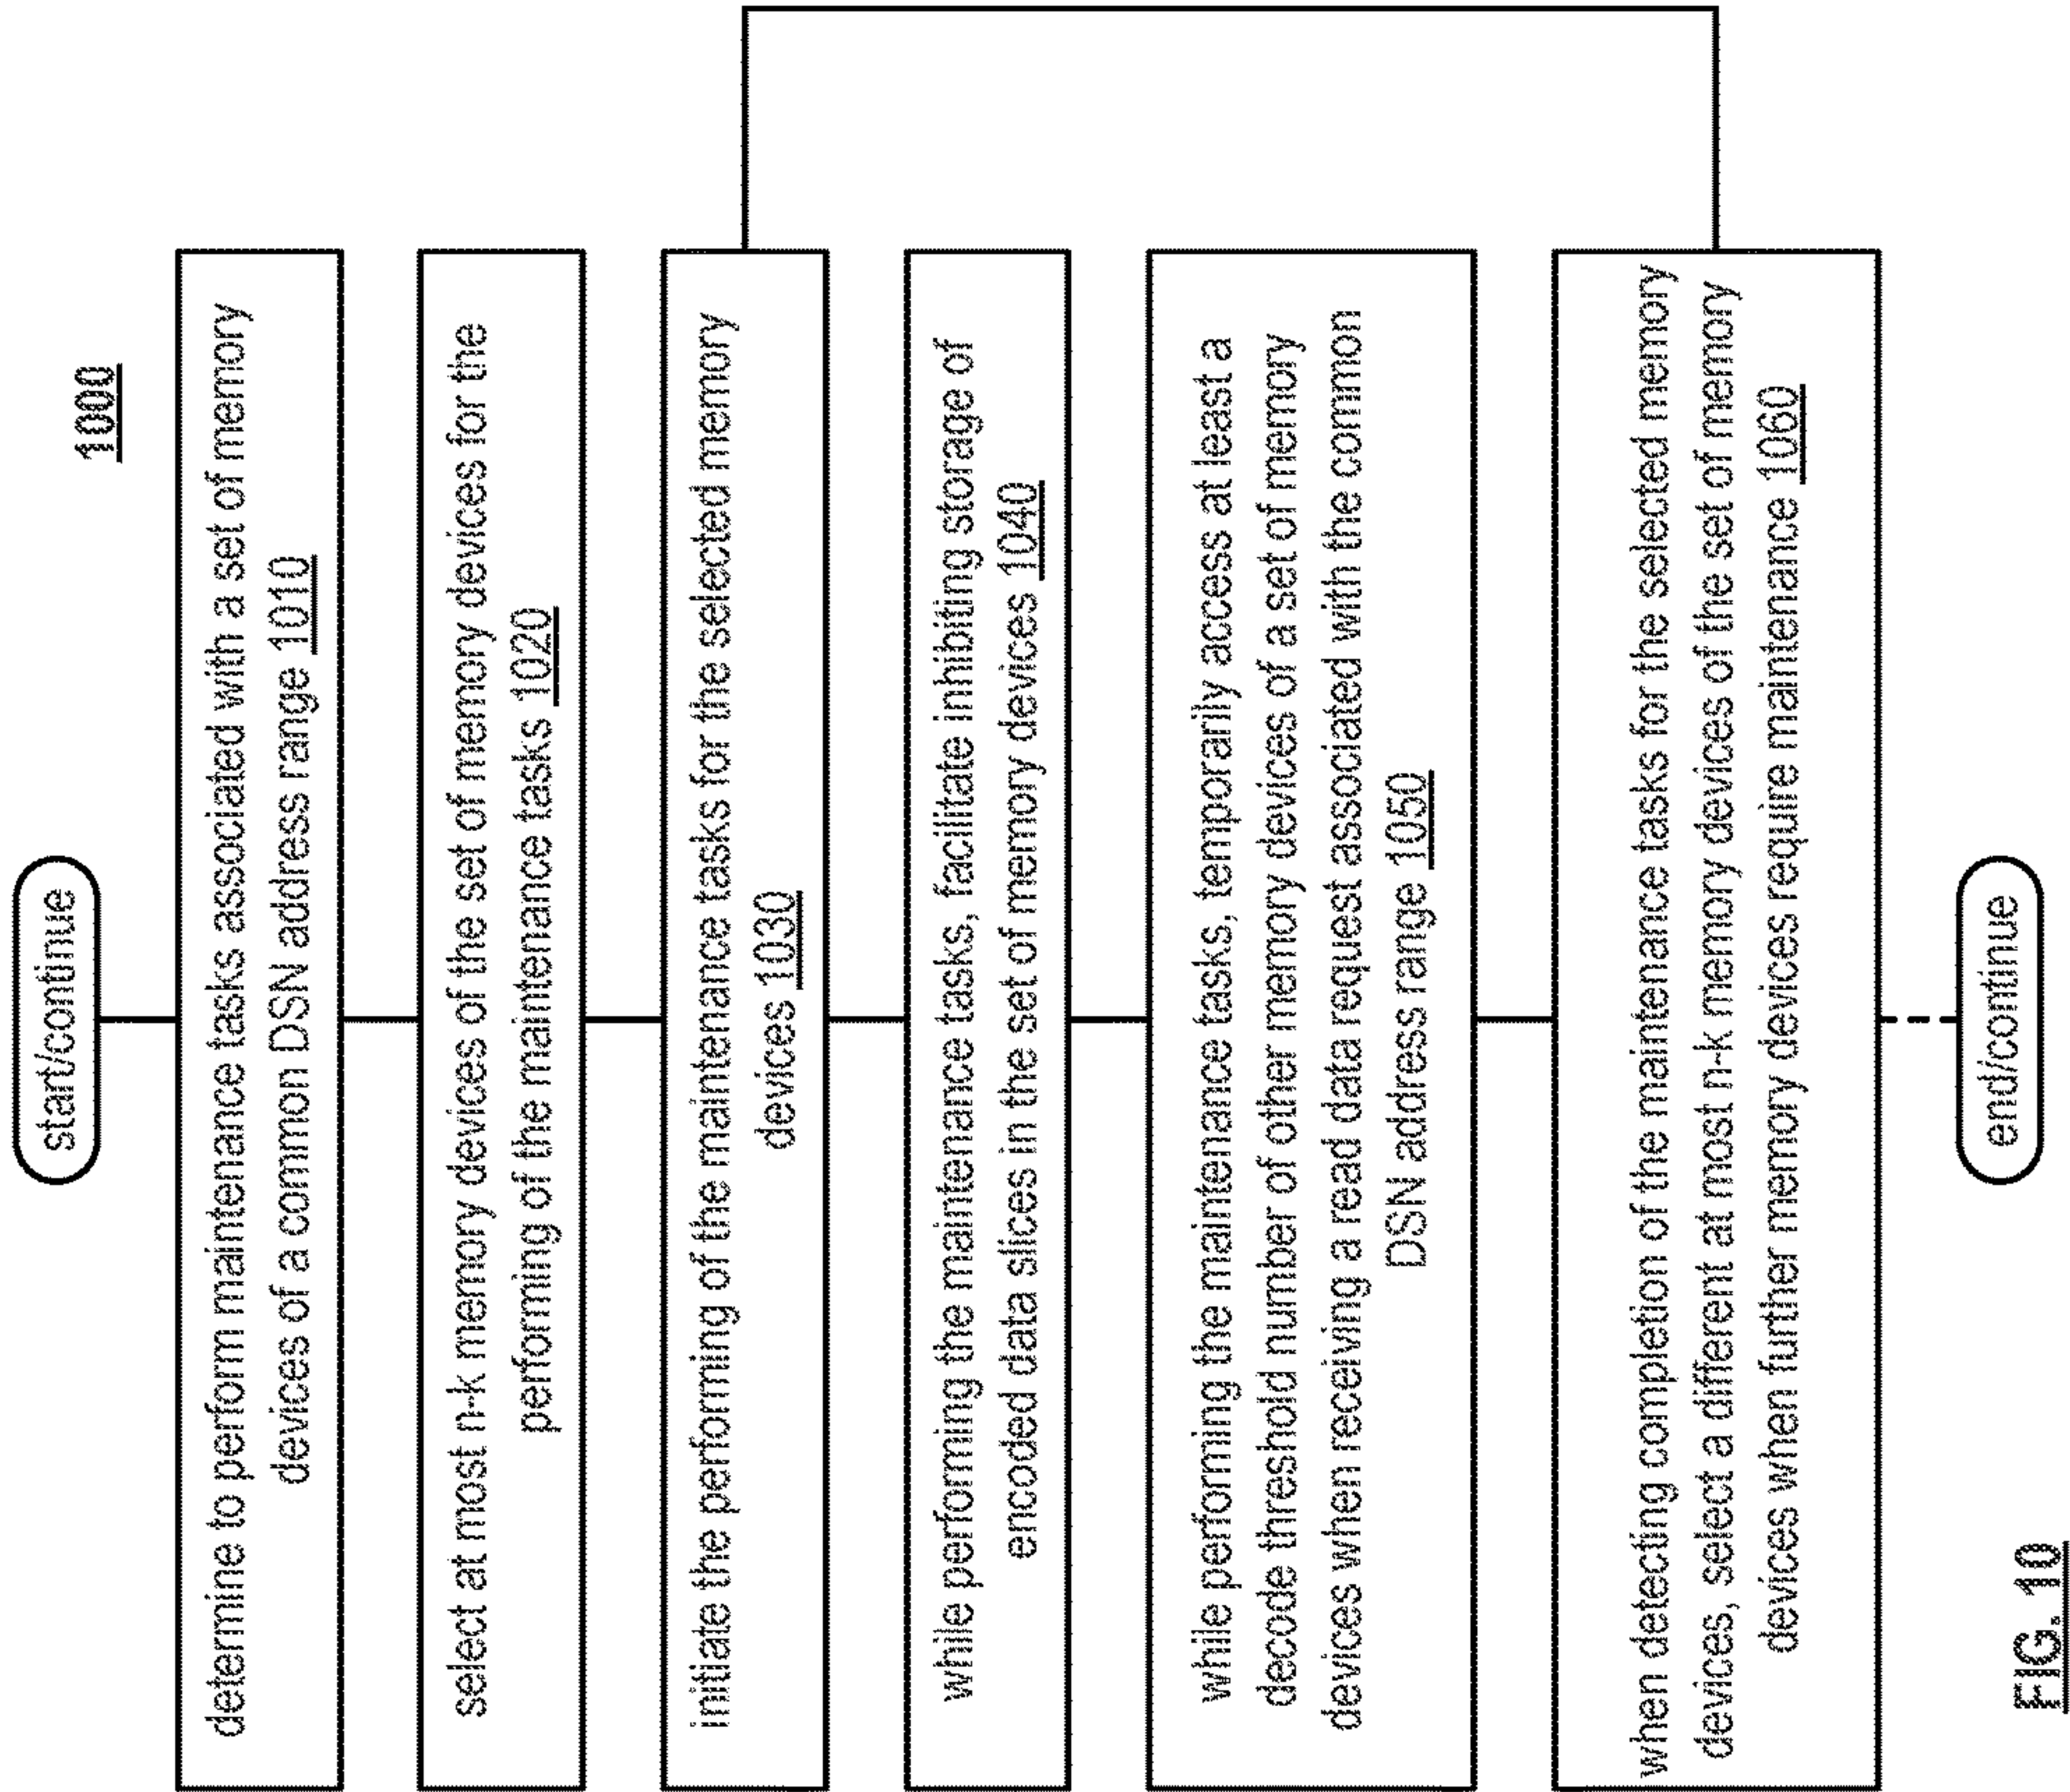 1000
start/continue
determine to perform maintenance tasks associated with a set of memory
devices of a common DSN address range 1010
select at most n-k memory devices of the set of memory devices for the
performing of the maintenance tasks 1020
initiate the performing of the maintenance tasks for the selected memory
devices 1030
while performing the maintenance tasks, facilitate inhibiting storage of
encoded data slices in the set of memory devices 1040
while performing the maintenance tasks, temporarily access at least a
decode threshold number of other memory devices of a set of memory
devices when receiving a read data request associated with the common
DSN address range 1050
when detecting completion of the maintenance tasks for the selected memory
devices, select a different at most n-k memory devices of the set of memory
devices when further memory devices require maintenance 1060
end/continue
FIG. 10